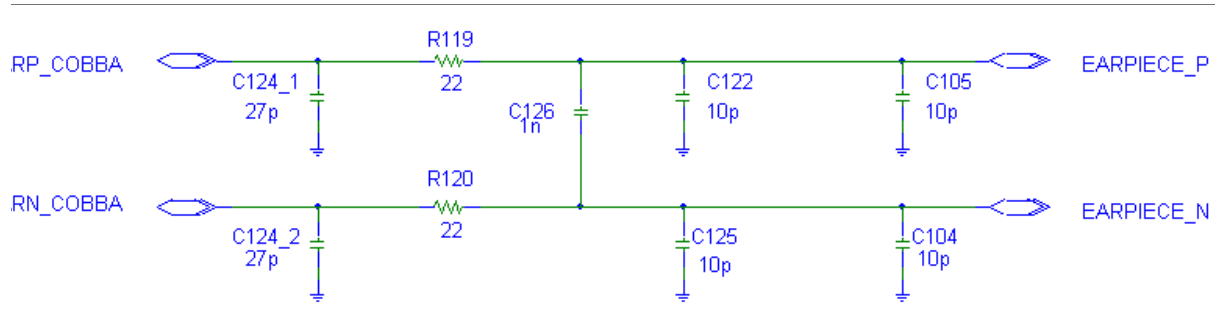 R119
.RP_COBBA
EARPIECE_P
C124_1
22
C122
C105
27p
C126
10p
10p
1n
R120
.RN_COBBA
EARPIECE_N
C124_2
22
C125
C104
27p
10p
10p